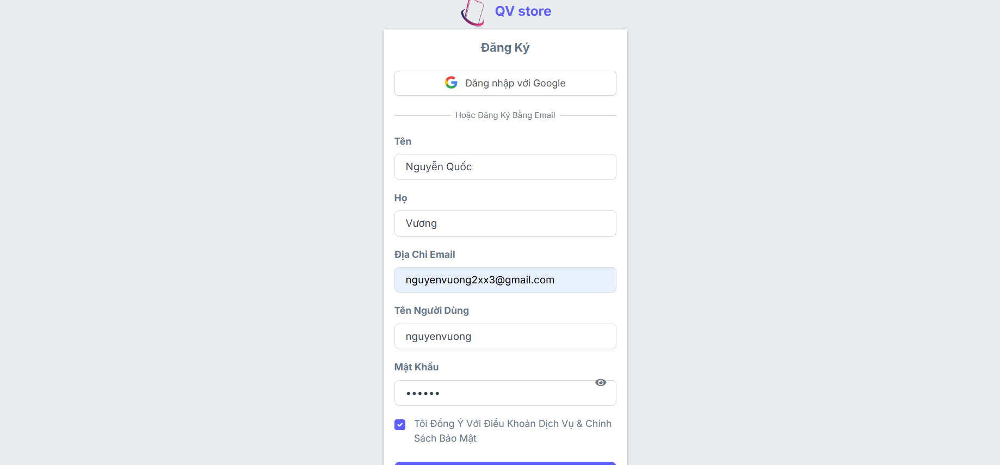 QV store
Đăng Ký
Đăng nhập với Google
Hoặc Đăng Ký Bằng Email
Tên
Nguyễn Quốc
Họ
Vương
Địa Chỉ Email
nguyenvuong2xx3@gmail.com
Tên Người Dùng
nguyenvuong
Mật Khẩu
••••••
Tôi Đồng Ý Với Điều Khoản Dịch Vụ & Chính
Sách Bảo Mật